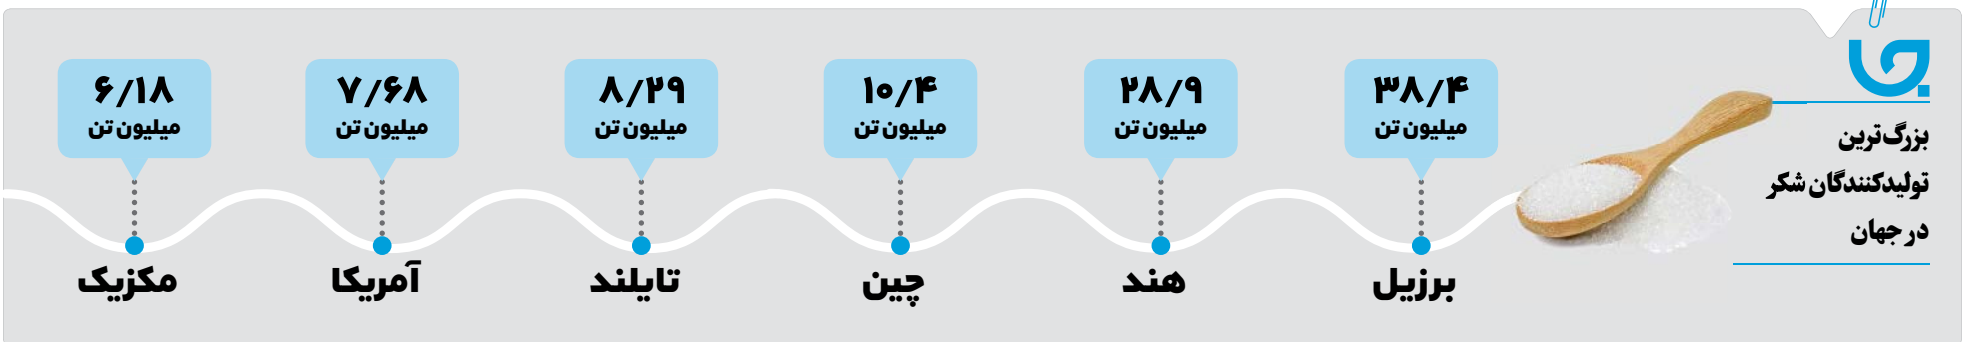 بزرگ‌ترین
تولیدکنندگان شکر
در جهان
۳۸/۴
میلیون تن
برزیل
۲۸/۹
میلیون تن
هند
۱۰/۴
میلیون تن
چین
۸/۲۹
میلیون تن
تایلند
۷/۶۸
میلیون تن
آمریکا
۶/۱۸
میلیون تن
مکزیک